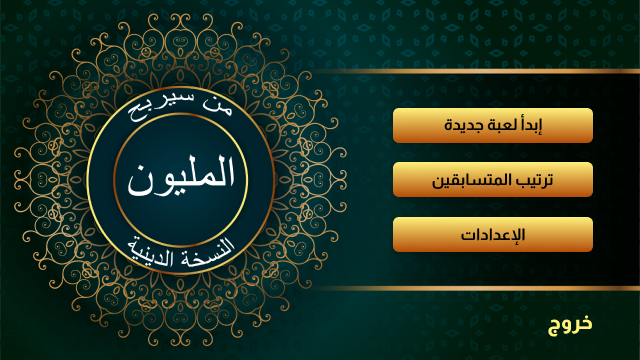 من سيربح
المليون
النسخة الدينية
إبدأ لعبة جديدة
ترتيب المتسابقين
الإعدادات
خروج